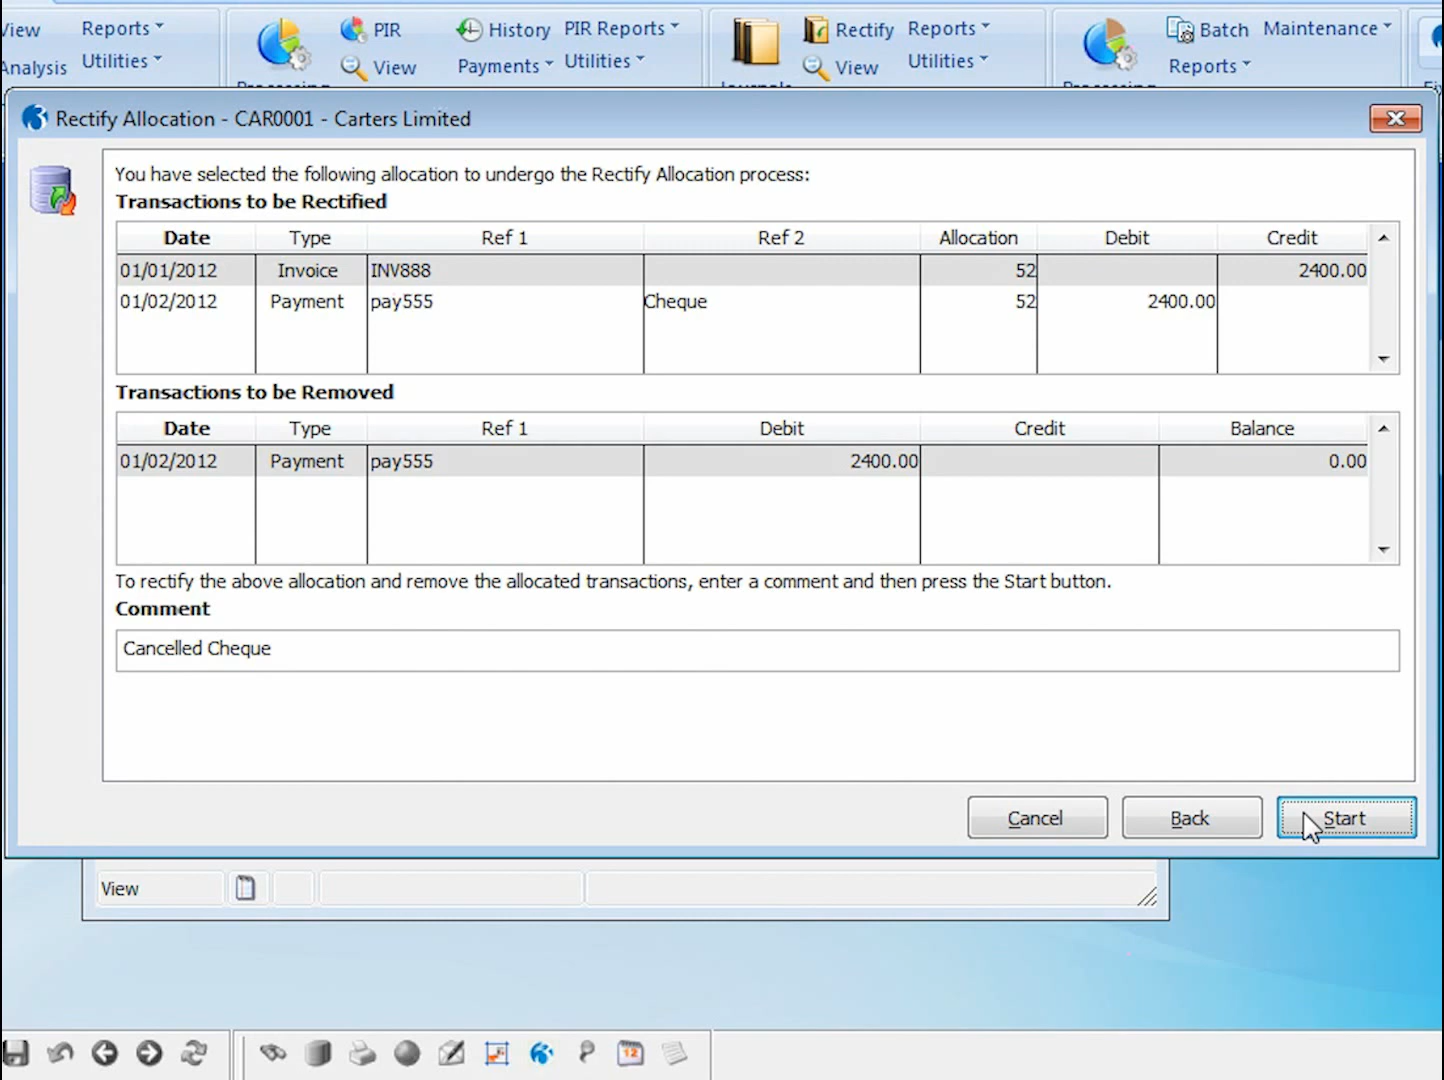 View Reports PIR History PIR Reports Rectify Reports Batch Maintenance
Analysis Utilities View Payments Utilities View Utilities Reports
Rectify Allocation - CAR0001 - Carters Limited
You have selected the following allocation to undergo the Rectify Allocation process:
Transactions to be Rectified
Date Type Ref 1 Ref 2 Allocation Debit Credit
01/01/2012 Invoice INV888 52 2400.00
01/02/2012 Payment pay555 Cheque 52 2400.00
Transactions to be Removed
Date Type Ref 1 Debit Credit Balance
01/02/2012 Payment pay555 2400.00 0.00
To rectify the above allocation and remove the allocated transactions, enter a comment and then press the Start button.
Comment
Cancelled Cheque
Cancel Back Start
View
12